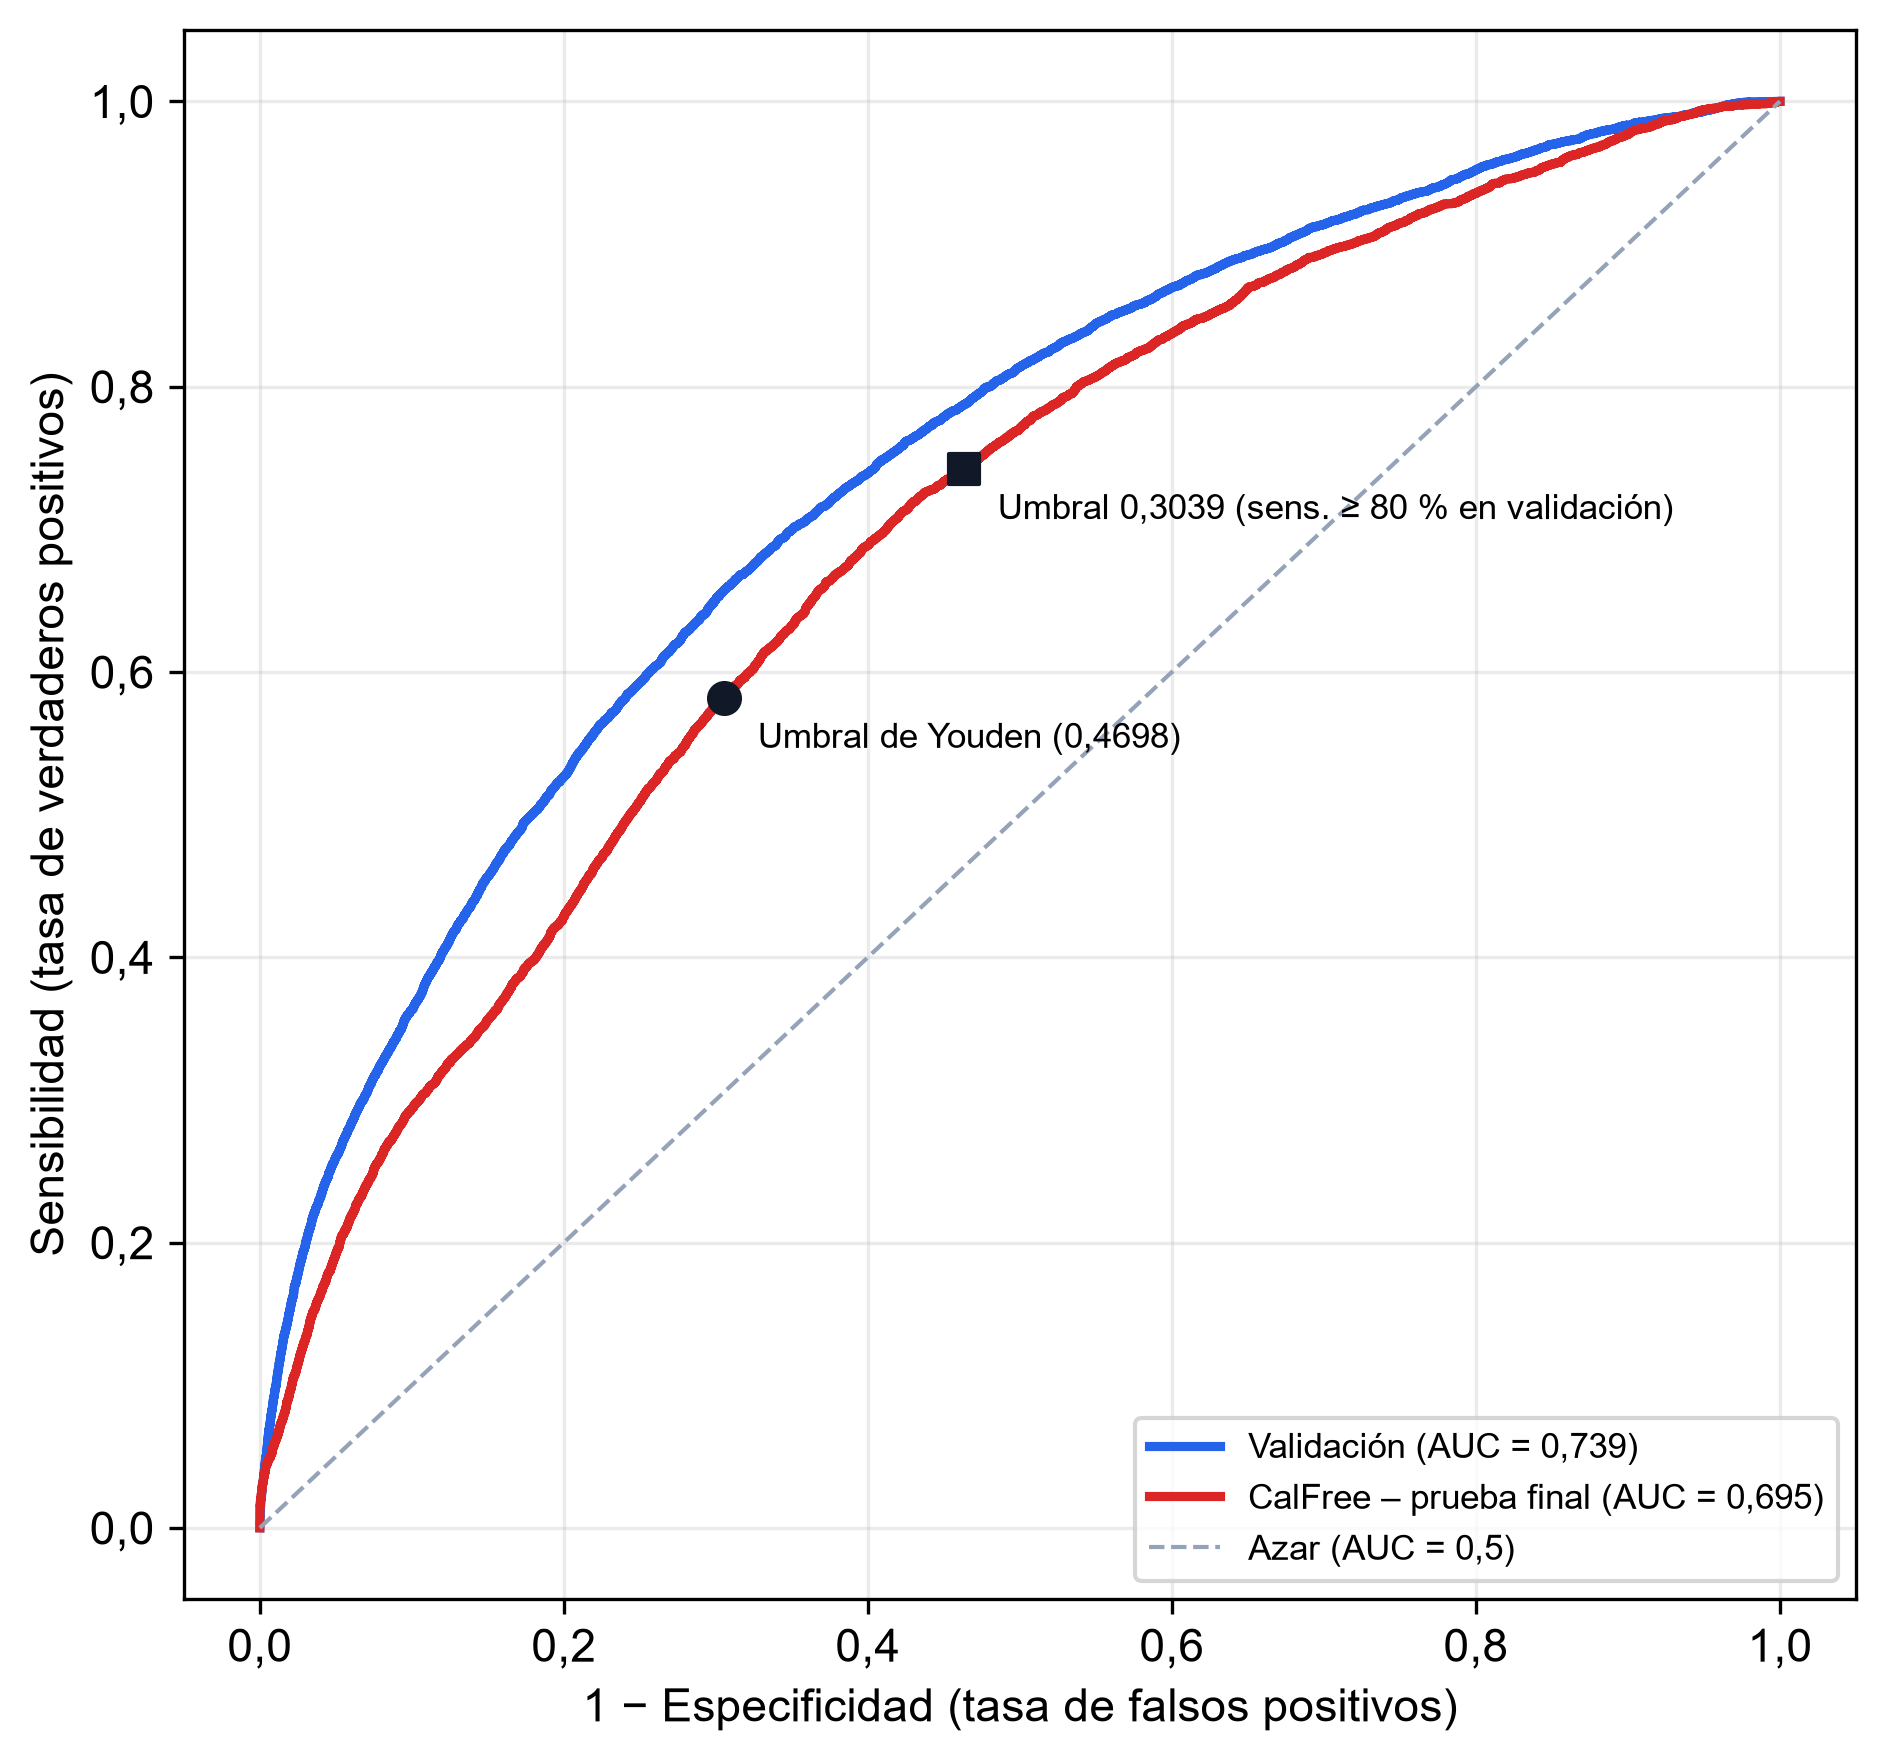 Sensibilidad (tasa de verdaderos positivos)
1,0
0,8
0,6
0,4
0,2
0,0
Umbral 0,3039 (sens. ≥ 80 % en validación)
Umbral de Youden (0,4698)
Validación (AUC = 0,739)
CalFree – prueba final (AUC = 0,695)
Azar (AUC = 0,5)
0,0 0,2 0,4 0,6 0,8 1,0
1 − Especificidad (tasa de falsos positivos)